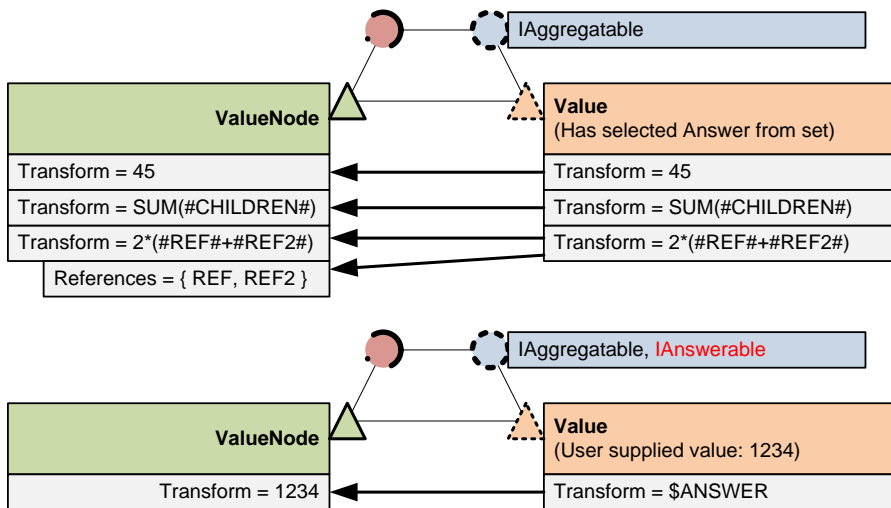 IAggregatable
ValueNode
Value
(Has selected Answer from set)
Transform = 45
Transform = 45
Transform = SUM(#CHILDREN#)
Transform = SUM(#CHILDREN#)
Transform = 2*(#REF#+#REF2#)
Transform = 2*(#REF#+#REF2#)
References = { REF, REF2 }
IAggregatable, IAnswerable
ValueNode
Value
(User supplied value: 1234)
Transform = 1234
Transform = $ANSWER